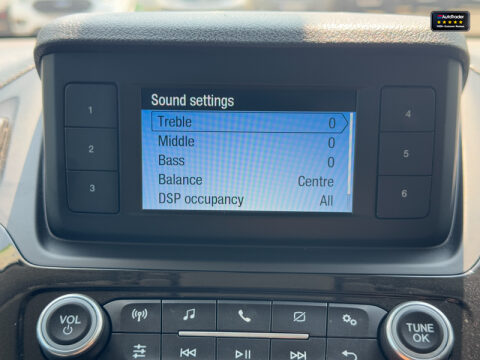 AutoTrader
Sound settings
Treble 0
Middle 0
Bass 0
Balance Centre
DSP occupancy All
1
2
3
4
5
6
VOL
TUNE
OK